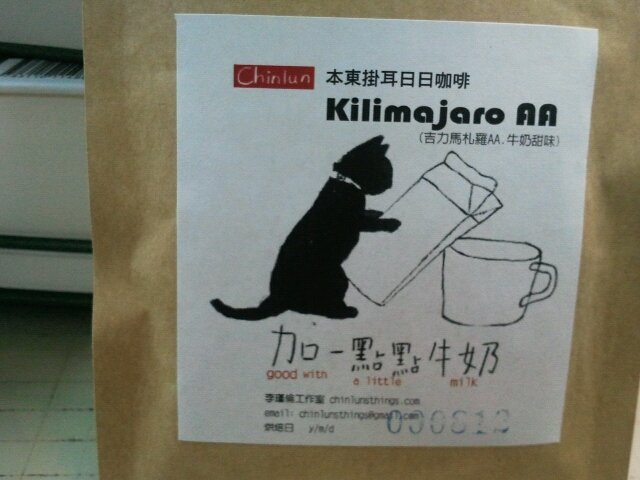 Chinlun 本東掛耳日日咖啡
Kilimajaro AA
(吉力馬札羅AA.牛奶甜味)
加一點點牛奶
good with a little milk
李瑾倫工作室 chinlunsthings.com
email: chinlunsthings@gmail.com
烘焙日 y/m/d 090812